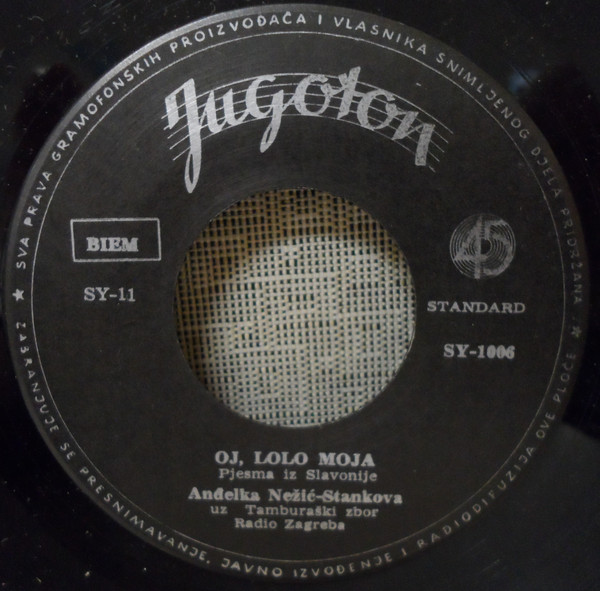 ★ SVA PRAVA GRAMOFONSKIH PROIZVOĐAČA I VLASNIKA SNIMLJENOG DJELA PRIDRŽANA ★
ZABRANJUJE SE PRESNIMAVANJE, JAVNO IZVOĐENJE I RADIODIFUZIJA OVE PLOČE
Jugoton
BIEM
45
SY-11
STANDARD
SY-1006
OJ, LOLO MOJA
Pjesma iz Slavonije
Anđelka Nežić-Stankova
uz Tamburaški zbor
Radio Zagreba